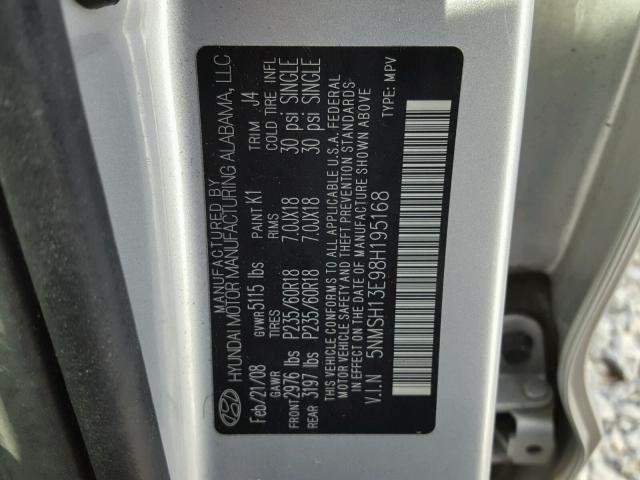 MANUFACTURED BY
HYUNDAI MOTOR MANUFACTURING ALABAMA, LLC
Feb/21/08 GVWR 5115 lbs PAINT K1 TRIM J4
GAWR TIRES RIMS COLD TIRE INFL
FRONT 2976 lbs P235/60R18 7.0JX18 30 psi SINGLE
REAR 3197 lbs P235/60R18 7.0JX18 30 psi SINGLE
THIS VEHICLE CONFORMS TO ALL APPLICABLE U.S.A. FEDERAL
MOTOR VEHICLE SAFETY AND THEFT PREVENTION STANDARDS
IN EFFECT ON THE DATE OF MANUFACTURE SHOWN ABOVE
V.I.N 5NMSH13E98H195168 TYPE: MPV